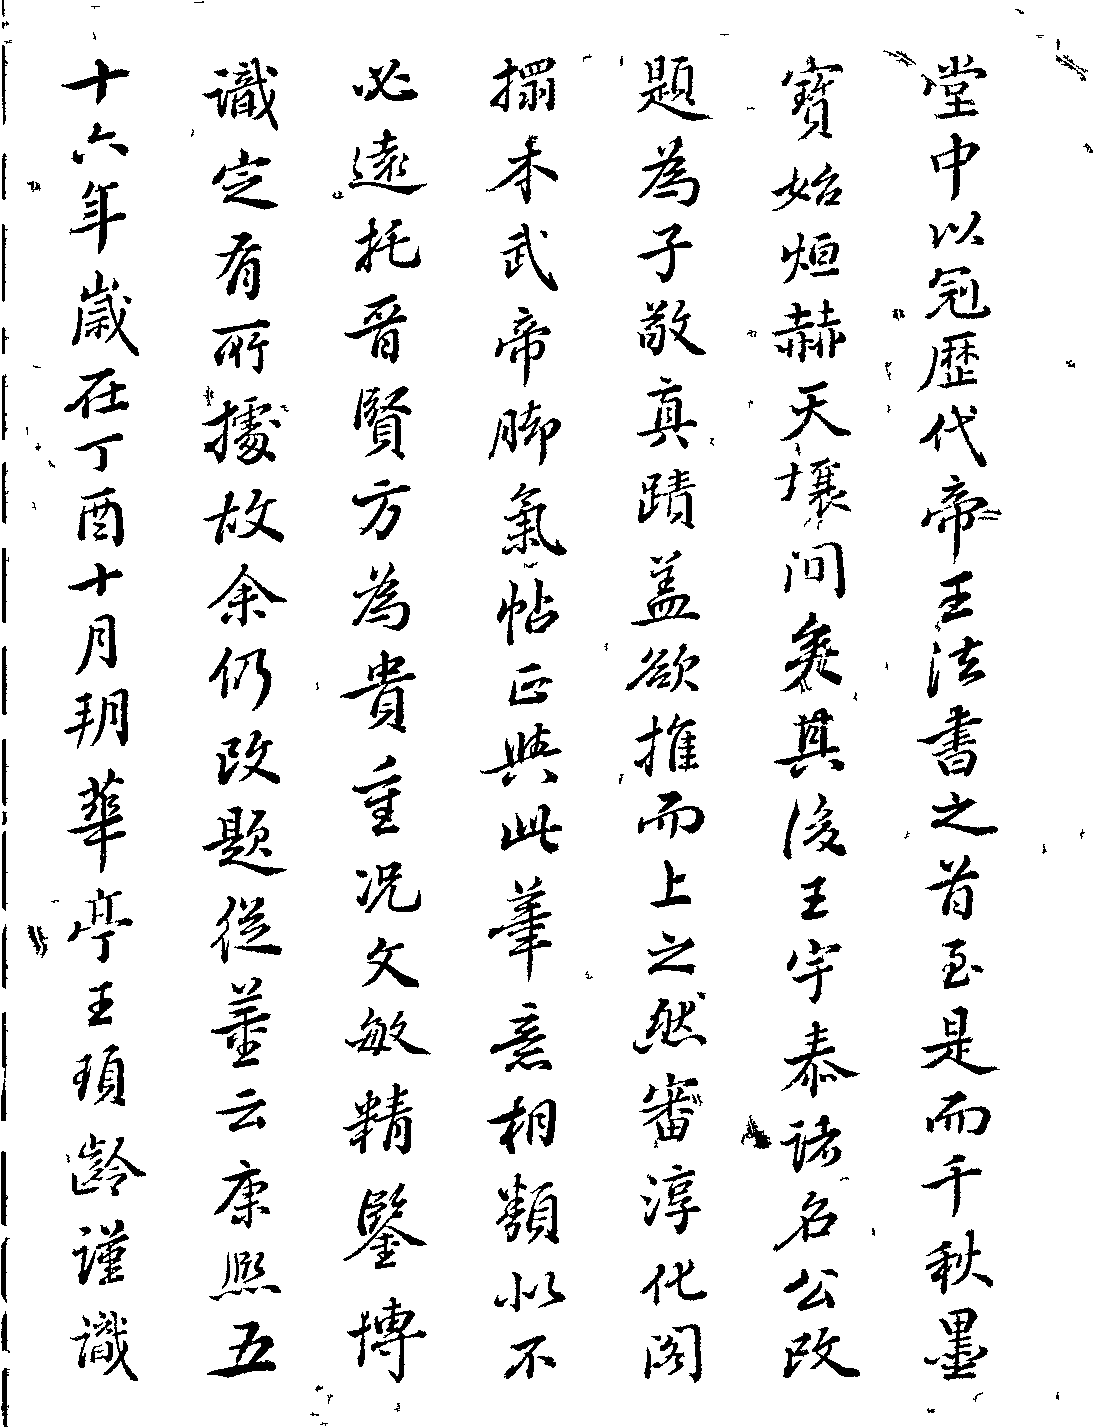 堂中以冠歷代帝王法書之首至是而千秋墨
寶始烜赫天壤間矣其後王宇泰諸名公改
題為子敬真蹟蓋欲推而上之然審淳化閣
搨本武帝脚氣帖正與此筆意相類似不
必遠托晉賢方為貴重况文敏精鑒博
識定有所據故余仍改題從舊云康熙五
十六年歲在丁酉十月朔華亭王頊齡謹識